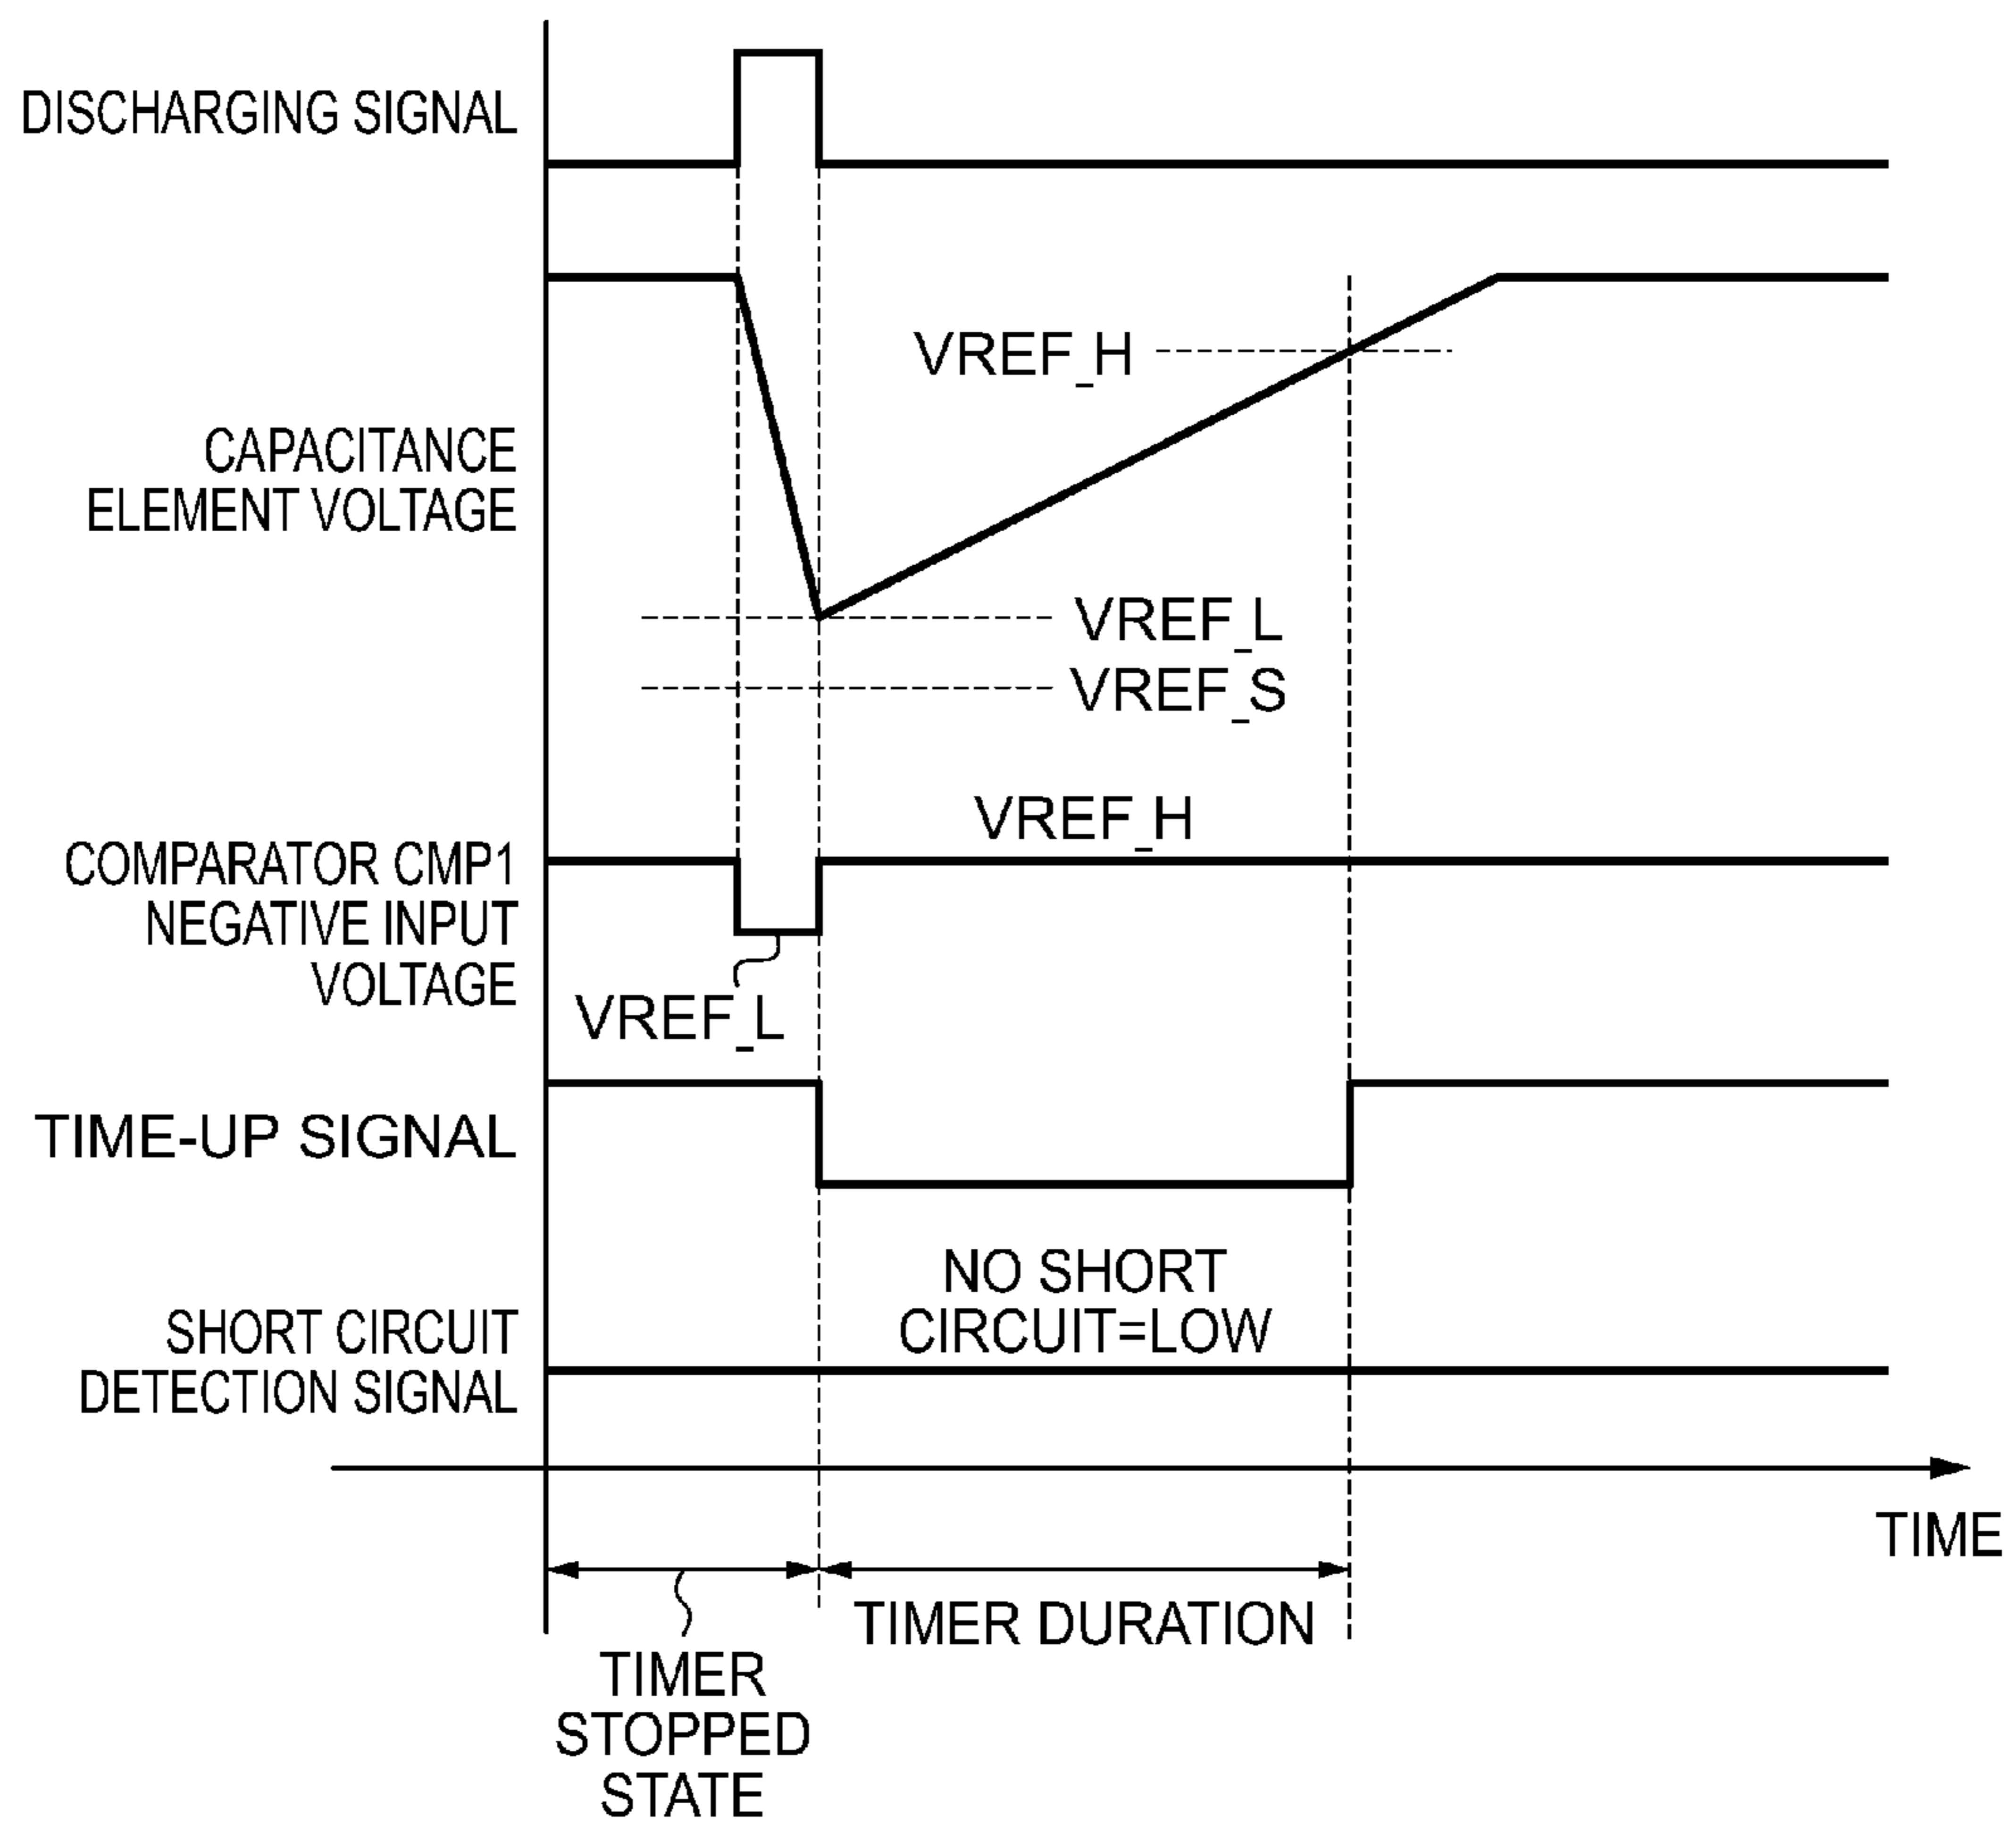 DISCHARGING SIGNAL
VREF_H
CAPACITANCE
ELEMENT VOLTAGE
VREF_L
VREF_S
VREF_H
COMPARATOR CMP1
NEGATIVE INPUT
VOLTAGE
VREF_L
TIME-UP SIGNAL
NO SHORT
CIRCUIT=LOW
SHORT CIRCUIT
DETECTION SIGNAL
TIME
TIMER DURATION
TIMER
STOPPED
STATE